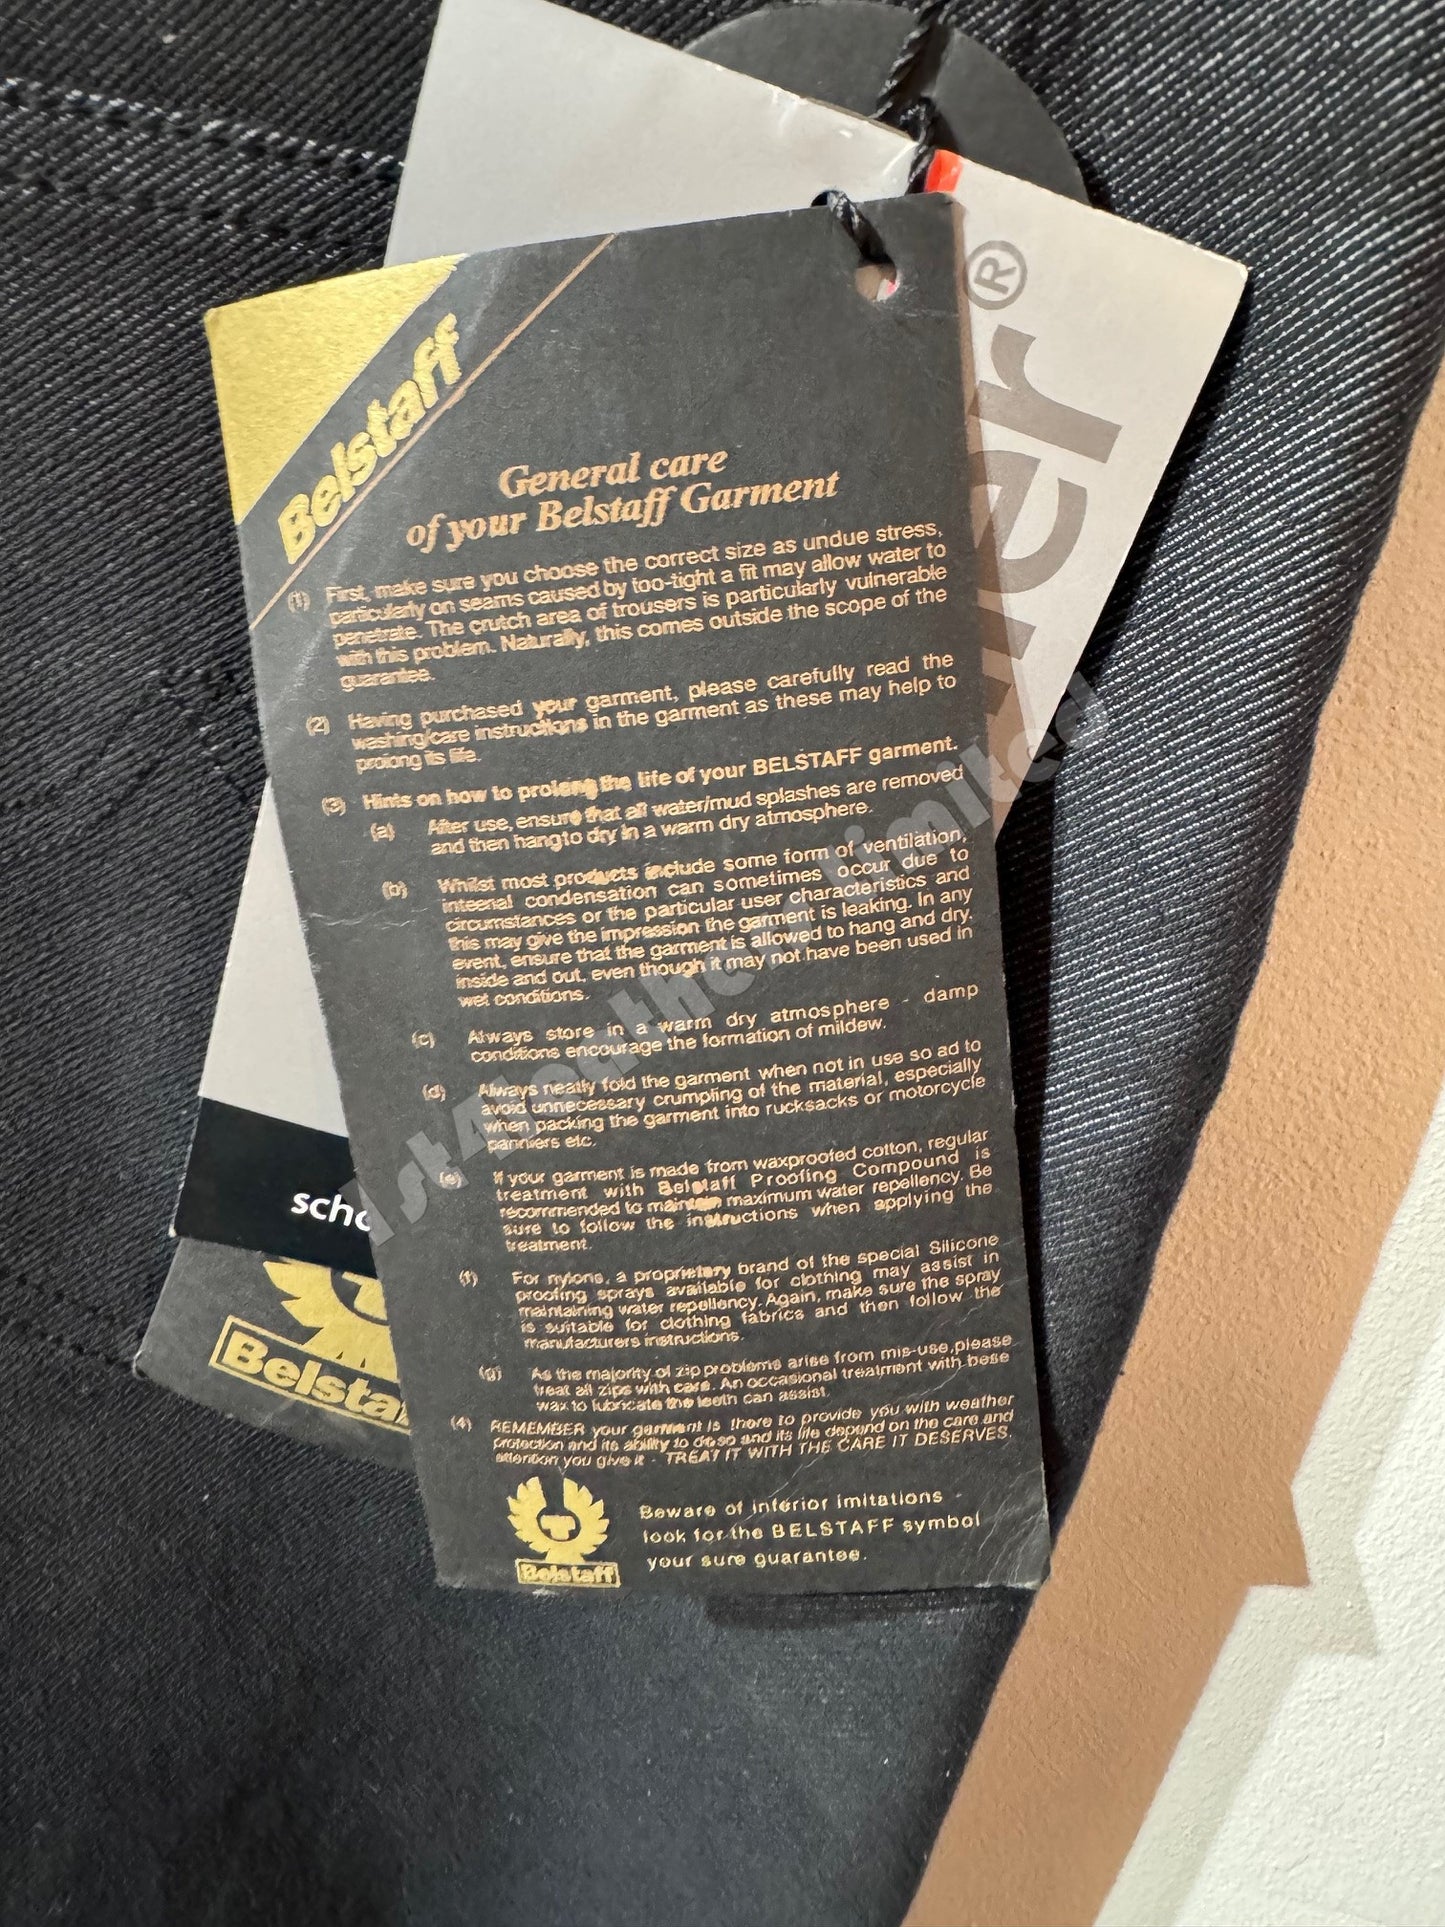 Belstaff
General care
of your Belstaff Garment
(1) First, make sure you choose the correct size as undue stress,
particularly on seams caused by too-tight a fit may allow water to
penetrate. The crutch area of trousers is particularly vulnerable
with this problem. Naturally, this comes outside the scope of the
guarantee.
(2) Having purchased your garment, please carefully read the
washing/care instructions in the garment as these may help to
prolong its life.
(3) Hints on how to prolong the life of your BELSTAFF garment.
(a) After use, ensure that all water/mud splashes are removed
and then hang to dry in a warm dry atmosphere.
(b) Whilst most products include some form of ventilation,
inteenal condensation can sometimes occur due to
circumstances or the particular user characteristics and
this may give the impression the garment is leaking. In any
event, ensure that the garment is allowed to hang and dry.
inside and out, even though it may not have been used in
wet conditions.
(c) Always store in a warm dry atmosphere - damp
conditions encourage the formation of mildew.
(d) Always neatly fold the garment when not in use so ad to
avoid unnecessary crumpling of the material, especially
when packing the garment into rucksacks or motorcycle
panniers etc.
(e) If your garment is made from waxproofed cotton, regular
treatment with Belstaff Proofing Compound is
recommended to maintain maximum water repellency. Be
sure to follow the instructions when applying the
treatment.
(f) For nylons, a proprietary brand of the special Silicone
proofing sprays available for clothing may assist in
maintaining water repellency. Again, make sure the spray
is suitable for clothing fabrics and then follow the
manufacturers instructions.
(g) As the majority of zip problems arise from mis-use, please
treat all zips with care. An occasional treatment with bese
wax to lubricate the teeth can assist.
(4) REMEMBER your garment is there to provide you with weather
protection and its ability to do so and its life depend on the care and
attention you give it - TREAT IT WITH THE CARE IT DESERVES.
Beware of inferior imitations -
look for the BELSTAFF symbol
your sure guarantee.
Belstaff
ner®
scho
Belsta
1st4leather limited